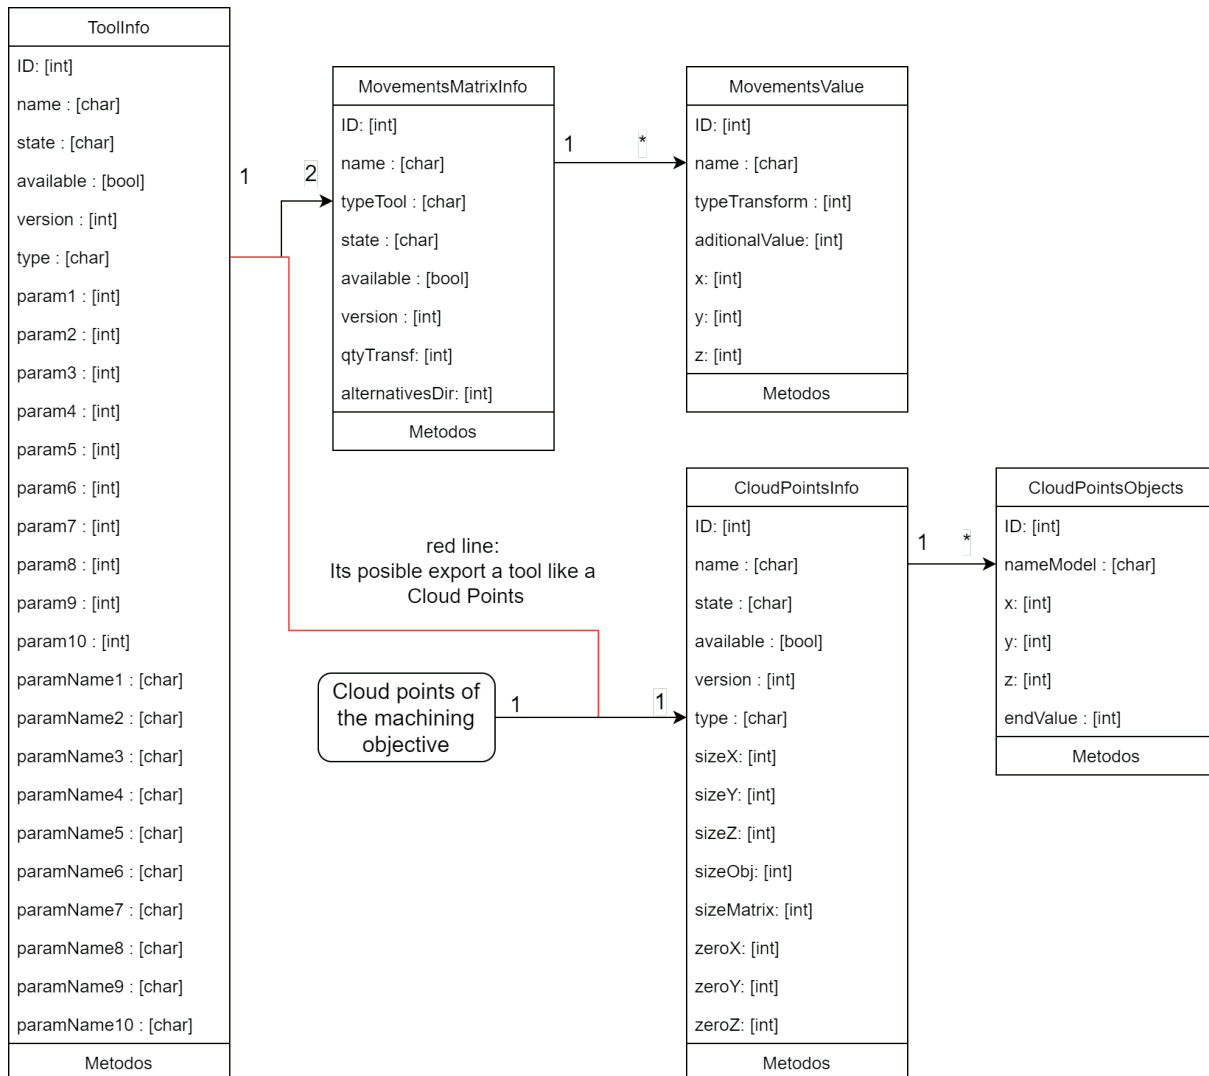 ToolInfo
ID: [int]
name : [char]
state : [char]
available : [bool]
version : [int]
type : [char]
param1 : [int]
param2 : [int]
param3 : [int]
param4 : [int]
param5 : [int]
param6 : [int]
param7 : [int]
param8 : [int]
param9 : [int]
param10 : [int]
paramName1 : [char]
paramName2 : [char]
paramName3 : [char]
paramName4 : [char]
paramName5 : [char]
paramName6 : [char]
paramName7 : [char]
paramName8 : [char]
paramName9 : [char]
paramName10 : [char]
Metodos
1
2
MovementsMatrixInfo
ID: [int]
name : [char]
typeTool : [char]
state : [char]
available : [bool]
version : [int]
qtyTransf: [int]
alternativesDir: [int]
Metodos
1
*
MovementsValue
ID: [int]
name : [char]
typeTransform : [int]
aditionalValue: [int]
x: [int]
y: [int]
z: [int]
Metodos
red line:
Its posible export a tool like a
Cloud Points
Cloud points of
the machining
objective
1
1
CloudPointsInfo
ID: [int]
name : [char]
state : [char]
available : [bool]
version : [int]
type : [char]
sizeX: [int]
sizeY: [int]
sizeZ: [int]
sizeObj: [int]
sizeMatrix: [int]
zeroX: [int]
zeroY: [int]
zeroZ: [int]
Metodos
1
*
CloudPointsObjects
ID: [int]
nameModel : [char]
x: [int]
y: [int]
z: [int]
endValue : [int]
Metodos